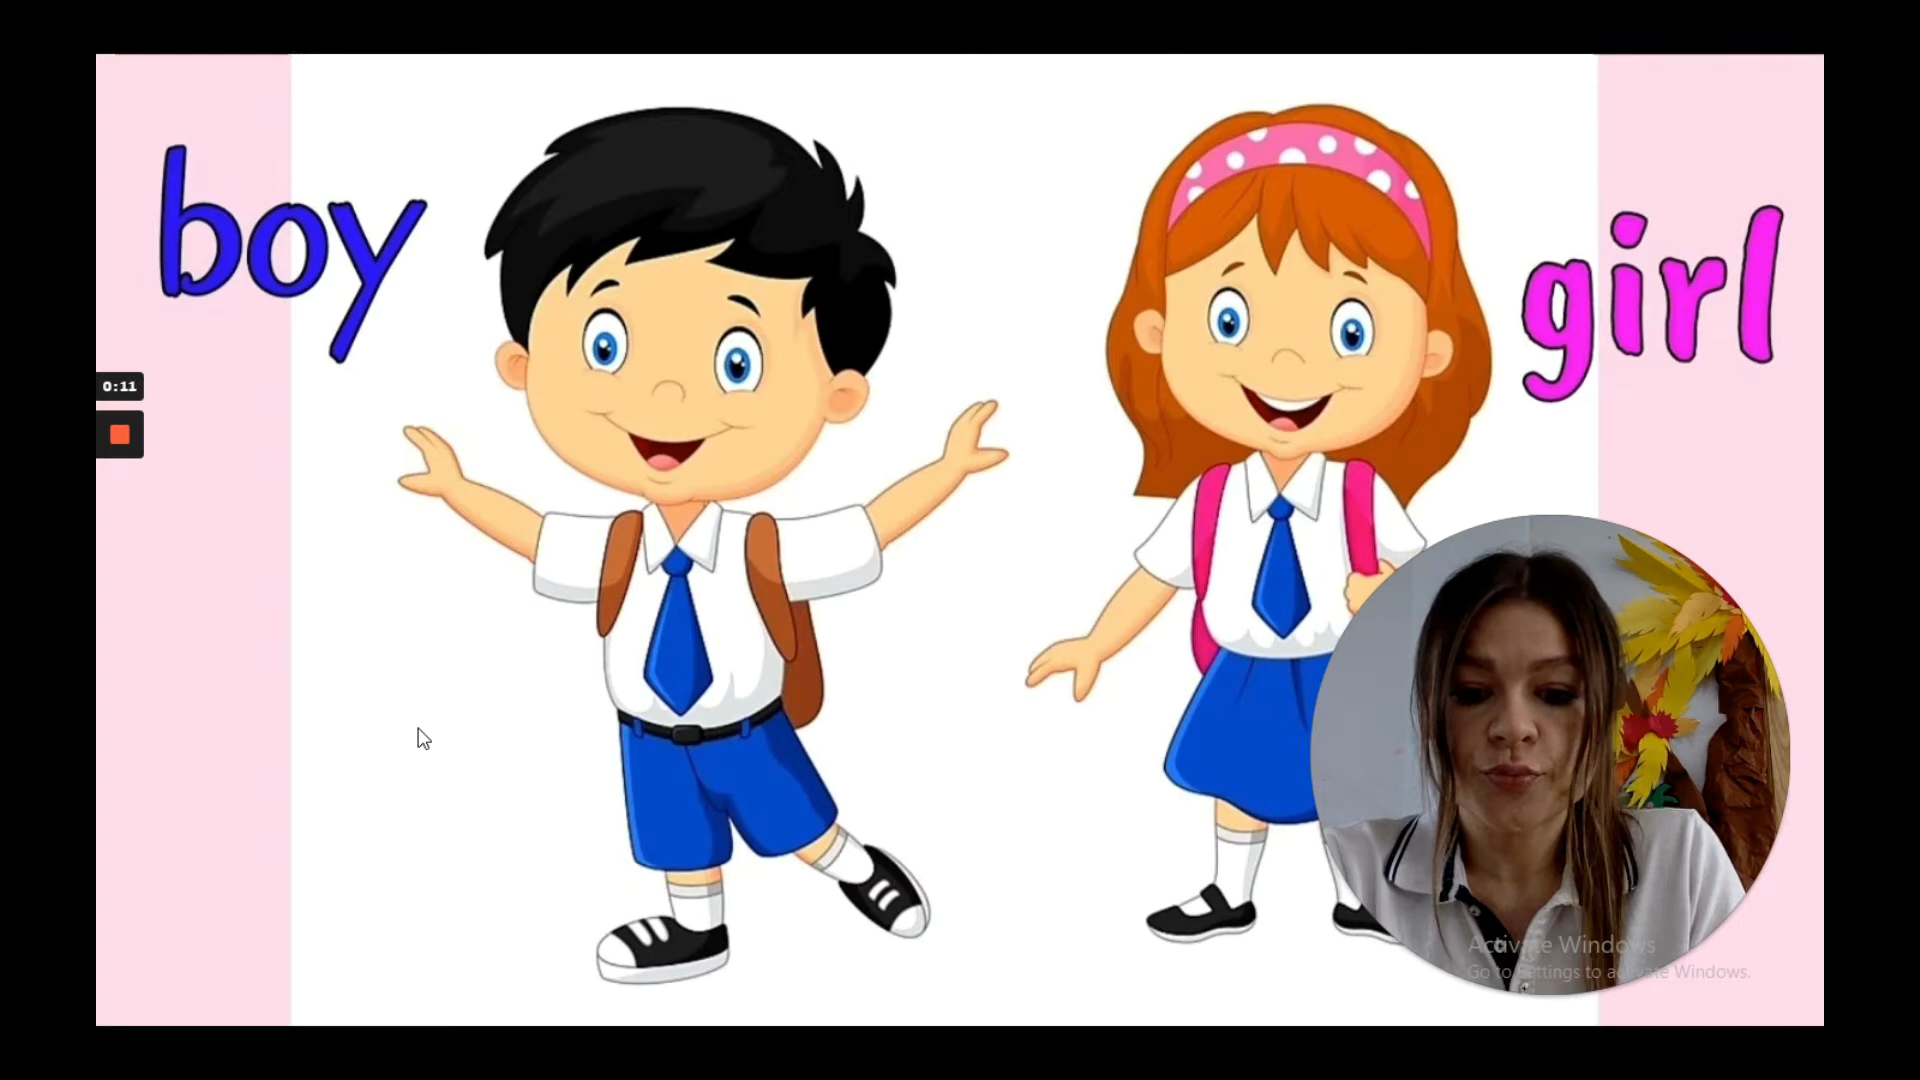 boy
girl
0:11
Activate Windows
Go to Settings to activate Windows.